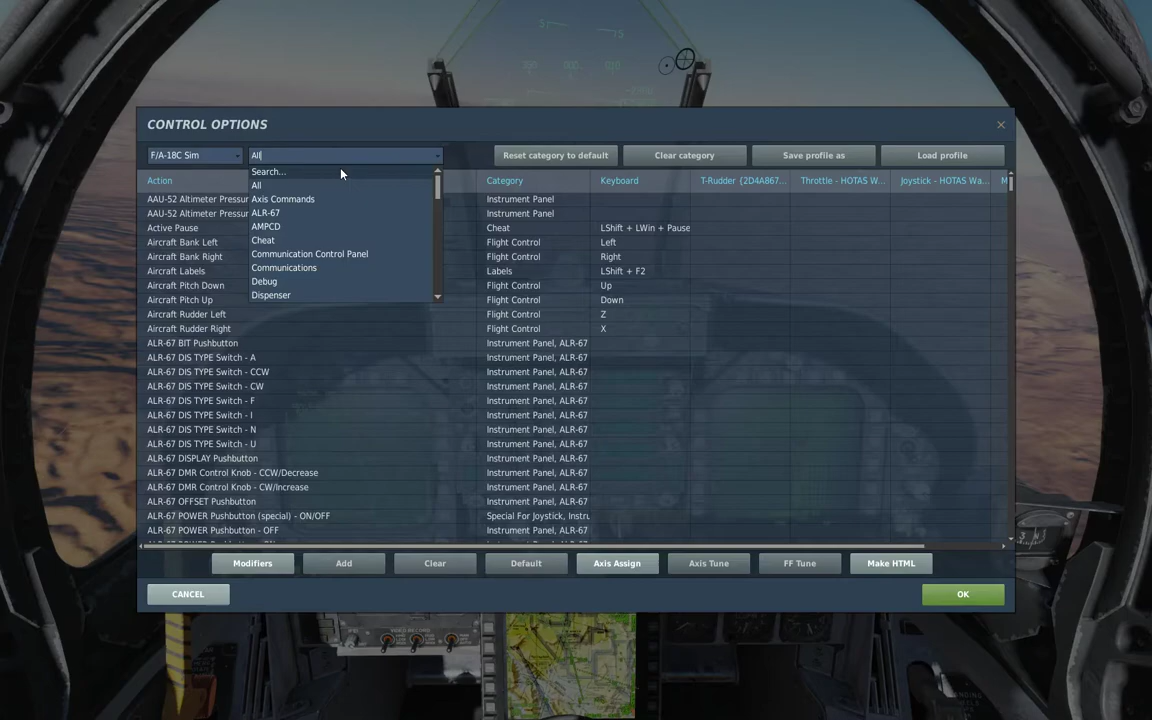 CONTROL OPTIONS
F/A-18C Sim
All
Reset category to default
Clear category
Save profile as
Load profile
Search...
All
Axis Commands
ALR-67
AMPCD
Cheat
Communication Control Panel
Communications
Debug
Dispenser
Action Category Keyboard T-Rudder {2D4A867... Throttle - HOTAS W... Joystick - HOTAS Wa... M
AAU-52 Altimeter Pressur Instrument Panel
AAU-52 Altimeter Pressur Instrument Panel
Active Pause Cheat LShift + LWin + Pause
Aircraft Bank Left Flight Control Left
Aircraft Bank Right Flight Control Right
Aircraft Labels Labels LShift + F2
Aircraft Pitch Down Flight Control Up
Aircraft Pitch Up Flight Control Down
Aircraft Rudder Left Flight Control Z
Aircraft Rudder Right Flight Control X
ALR-67 BIT Pushbutton Instrument Panel, ALR-67
ALR-67 DIS TYPE Switch - A Instrument Panel, ALR-67
ALR-67 DIS TYPE Switch - CCW Instrument Panel, ALR-67
ALR-67 DIS TYPE Switch - CW Instrument Panel, ALR-67
ALR-67 DIS TYPE Switch - F Instrument Panel, ALR-67
ALR-67 DIS TYPE Switch - I Instrument Panel, ALR-67
ALR-67 DIS TYPE Switch - N Instrument Panel, ALR-67
ALR-67 DIS TYPE Switch - U Instrument Panel, ALR-67
ALR-67 DISPLAY Pushbutton Instrument Panel, ALR-67
ALR-67 DMR Control Knob - CCW/Decrease Instrument Panel, ALR-67
ALR-67 DMR Control Knob - CW/Increase Instrument Panel, ALR-67
ALR-67 OFFSET Pushbutton Instrument Panel, ALR-67
ALR-67 POWER Pushbutton (special) - ON/OFF Special For Joystick, Instru
ALR-67 POWER Pushbutton - OFF Instrument Panel, ALR-67
Modifiers
Add
Clear
Default
Axis Assign
Axis Tune
FF Tune
Make HTML
CANCEL
OK